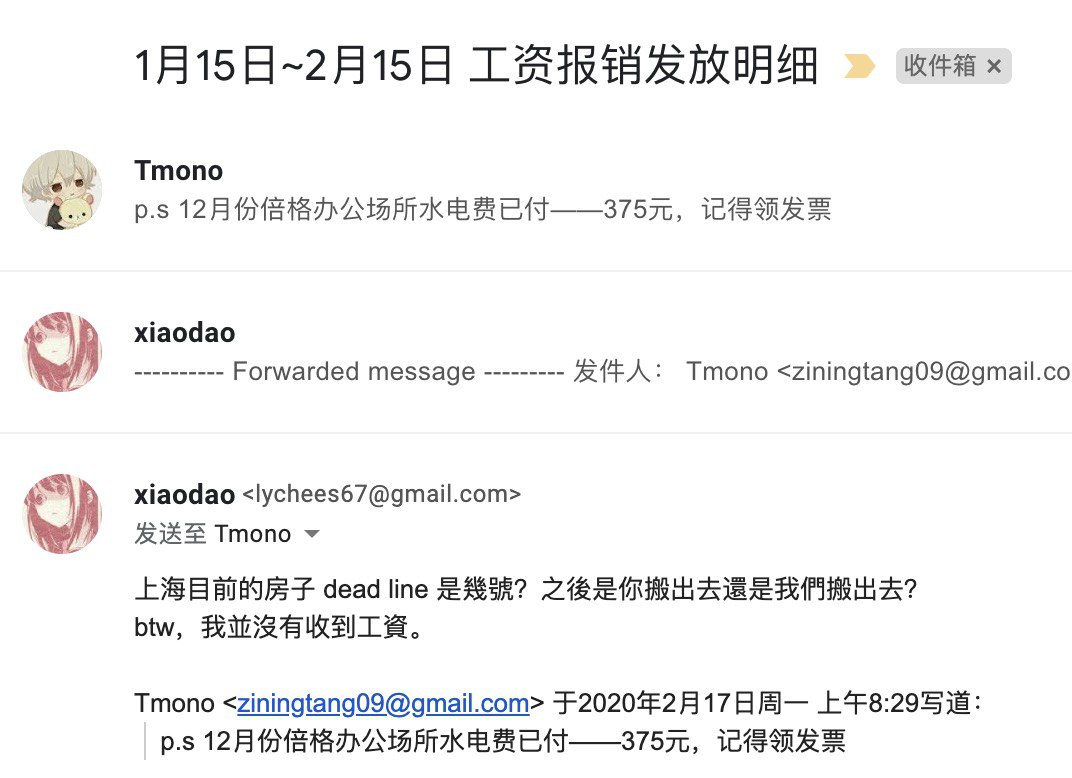 1月15日~2月15日 工资报销发放明细
收件箱 ×
Tmono
p.s 12月份倍格办公场所水电费已付——375元，记得领发票
xiaodao
---------- Forwarded message --------- 发件人： Tmono <ziningtang09@gmail.co
xiaodao <lychees67@gmail.com>
发送至 Tmono
上海目前的房子 dead line 是幾號？之後是你搬出去還是我們搬出去？
btw，我並沒有收到工資。
Tmono <ziningtang09@gmail.com> 于2020年2月17日周一 上午8:29写道：
p.s 12月份倍格办公场所水电费已付——375元，记得领发票